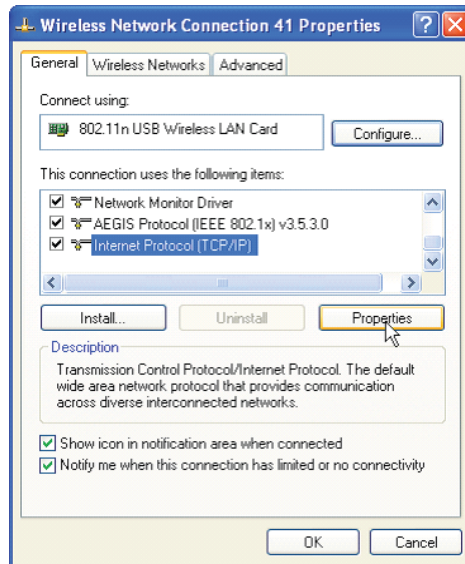 Wireless Network Connection 41 Properties
General
Wireless Networks
Advanced
Connect using:
802.11n USB Wireless LAN Card
Configure...
This connection uses the following items:
Network Monitor Driver
AEGIS Protocol (IEEE 802.1x) v3.5.3.0
Internet Protocol (TCP/IP)
Install...
Uninstall
Properties
Description
Transmission Control Protocol/Internet Protocol. The default
wide area network protocol that provides communication
across diverse interconnected networks.
Show icon in notification area when connected
Notify me when this connection has limited or no connectivity
OK
Cancel